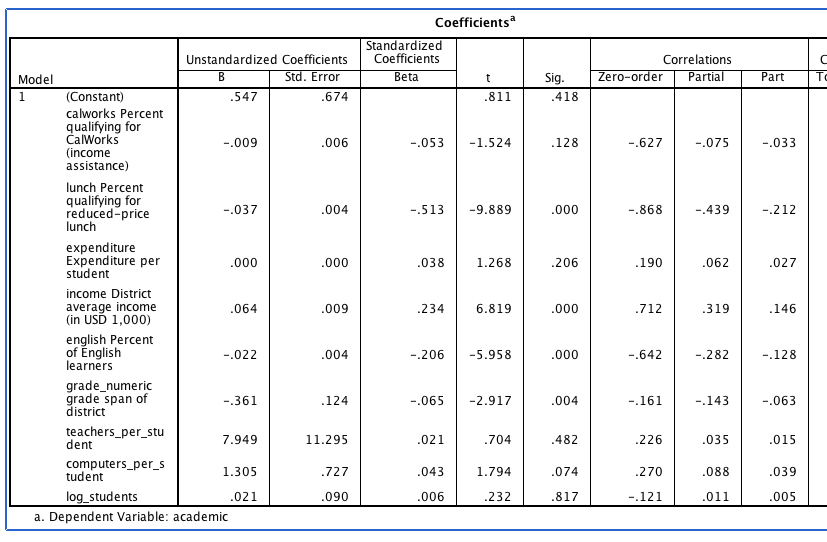 Coefficientsᵃ
Model Unstandardized Coefficients Standardized Coefficients t Sig. Correlations C
B Std. Error Beta Zero-order Partial Part To
1 (Constant) .547 .674 .811 .418
calworks Percent
qualifying for
CalWorks
(income
assistance) -.009 .006 -.053 -1.524 .128 -.627 -.075 -.033
lunch Percent
qualifying for
reduced-price
lunch -.037 .004 -.513 -9.889 .000 -.868 -.439 -.212
expenditure
Expenditure per
student .000 .000 .038 1.268 .206 .190 .062 .027
income District
average income
(in USD 1,000) .064 .009 .234 6.819 .000 .712 .319 .146
english Percent
of English
learners -.022 .004 -.206 -5.958 .000 -.642 -.282 -.128
grade_numeric
grade span of
district -.361 .124 -.065 -2.917 .004 -.161 -.143 -.063
teachers_per_stu
dent 7.949 11.295 .021 .704 .482 .226 .035 .015
computers_per_s
tudent 1.305 .727 .043 1.794 .074 .270 .088 .039
log_students .021 .090 .006 .232 .817 -.121 .011 .005
a. Dependent Variable: academic